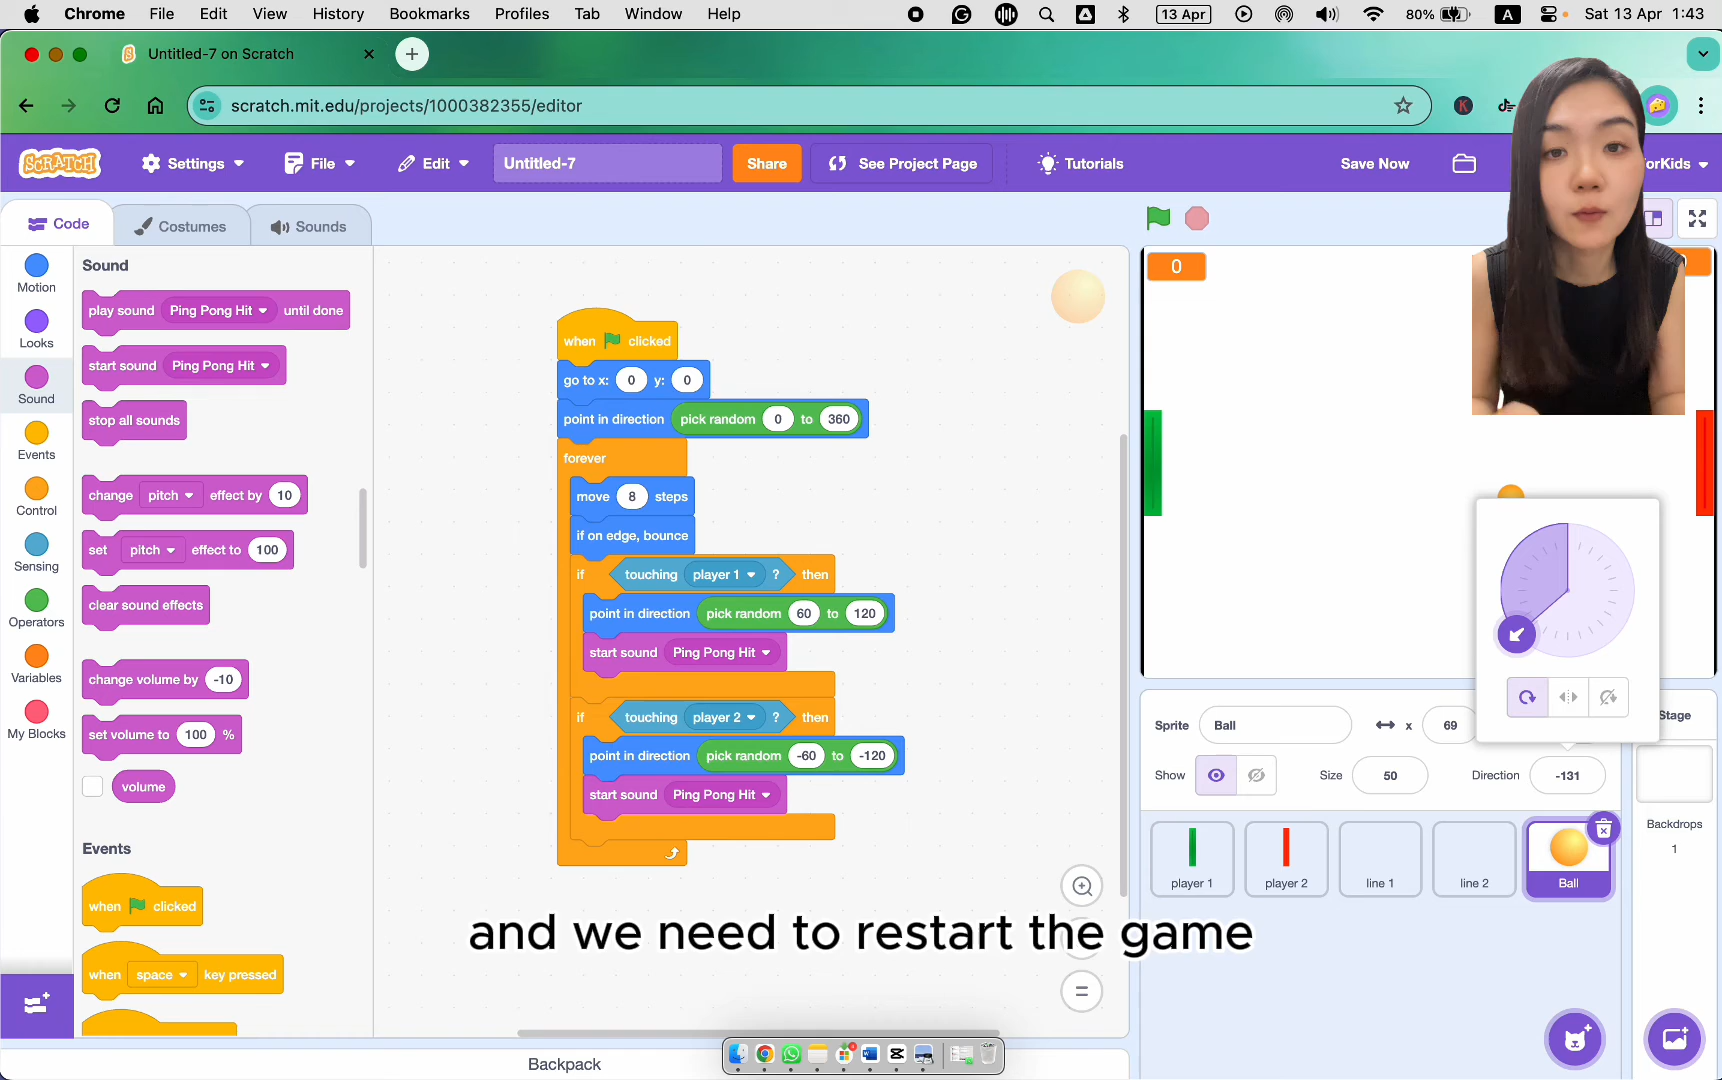 Chrome File Edit View History Bookmarks Profiles Tab Window Help 13 Apr 80% A Sat 13 Apr 1:43
Untitled-7 on Scratch
scratch.mit.edu/projects/1000382355/editor
SCRATCH Settings File Edit Untitled-7 Share See Project Page Tutorials Save Now orKids
Code Costumes Sounds
Motion
Looks
Sound
Events
Control
Sensing
Operators
Variables
My Blocks
Sound
play sound Ping Pong Hit until done
start sound Ping Pong Hit
stop all sounds
change pitch effect by 10
set pitch effect to 100
clear sound effects
change volume by -10
set volume to 100 %
volume
Events
when clicked
when space key pressed
when clicked
go to x: 0 y: 0
point in direction pick random 0 to 360
forever
move 8 steps
if on edge, bounce
if touching player 1 ? then
point in direction pick random 60 to 120
start sound Ping Pong Hit
if touching player 2 ? then
point in direction pick random -60 to -120
start sound Ping Pong Hit
0
Sprite Ball x 69
Show Size 50 Direction -131
player 1 player 2 line 1 line 2 Ball
Stage
Backdrops
1
and we need to restart the game
Backpack